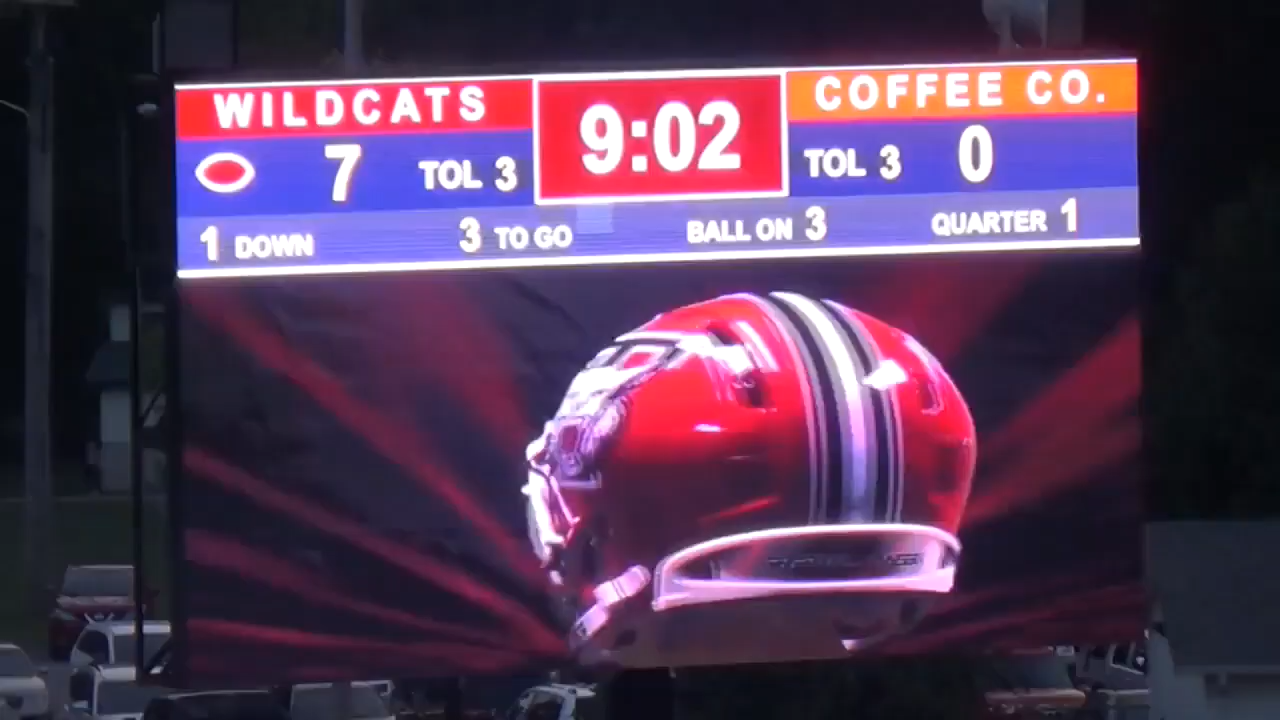 WILDCATS
9:02
COFFEE CO.
7 TOL 3
TOL 3 0
1 DOWN 3 TO GO BALL ON 3 QUARTER 1